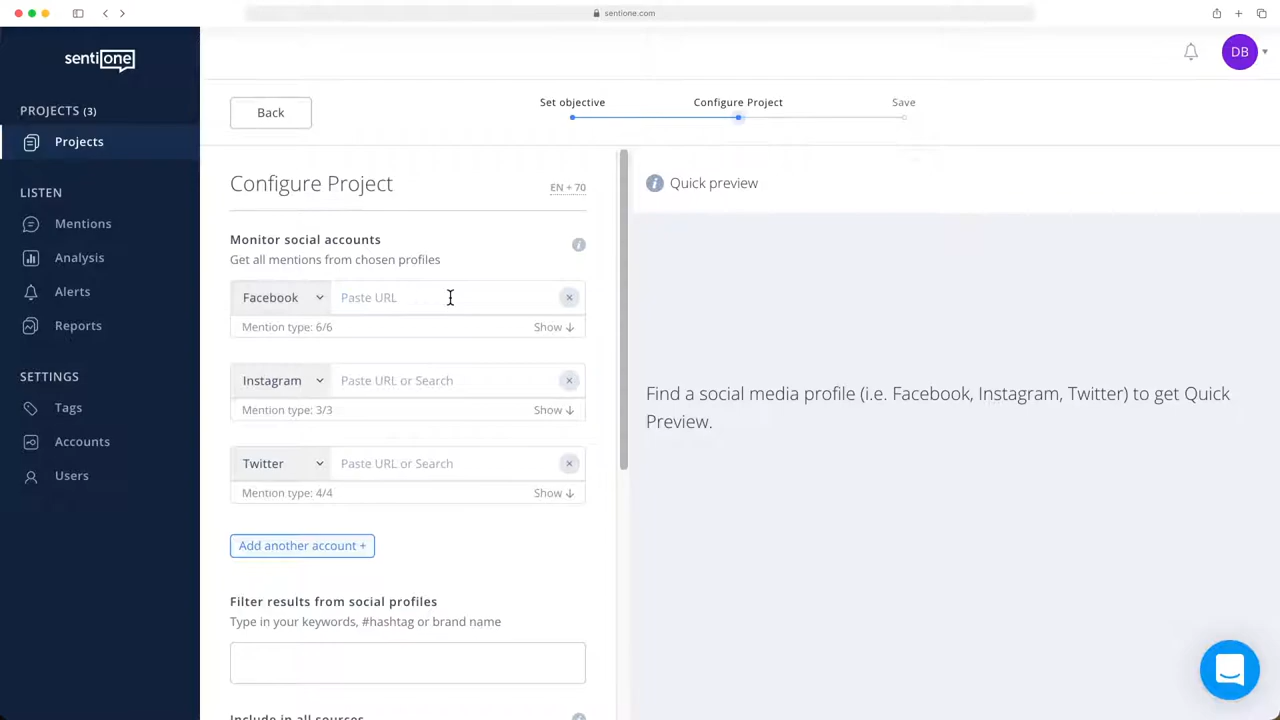 sentione.com
sentione
PROJECTS (3)
Projects
LISTEN
Mentions
Analysis
Alerts
Reports
SETTINGS
Tags
Accounts
Users
DB
Back
Set objective
Configure Project
Save
Configure Project
EN + 70
Monitor social accounts
Get all mentions from chosen profiles
Facebook
Paste URL
Mention type: 6/6
Show ↓
Instagram
Paste URL or Search
Mention type: 3/3
Show ↓
Twitter
Paste URL or Search
Mention type: 4/4
Show ↓
Add another account +
Filter results from social profiles
Type in your keywords, #hashtag or brand name
Include in all sources
Quick preview
Find a social media profile (i.e. Facebook, Instagram, Twitter) to get Quick
Preview.